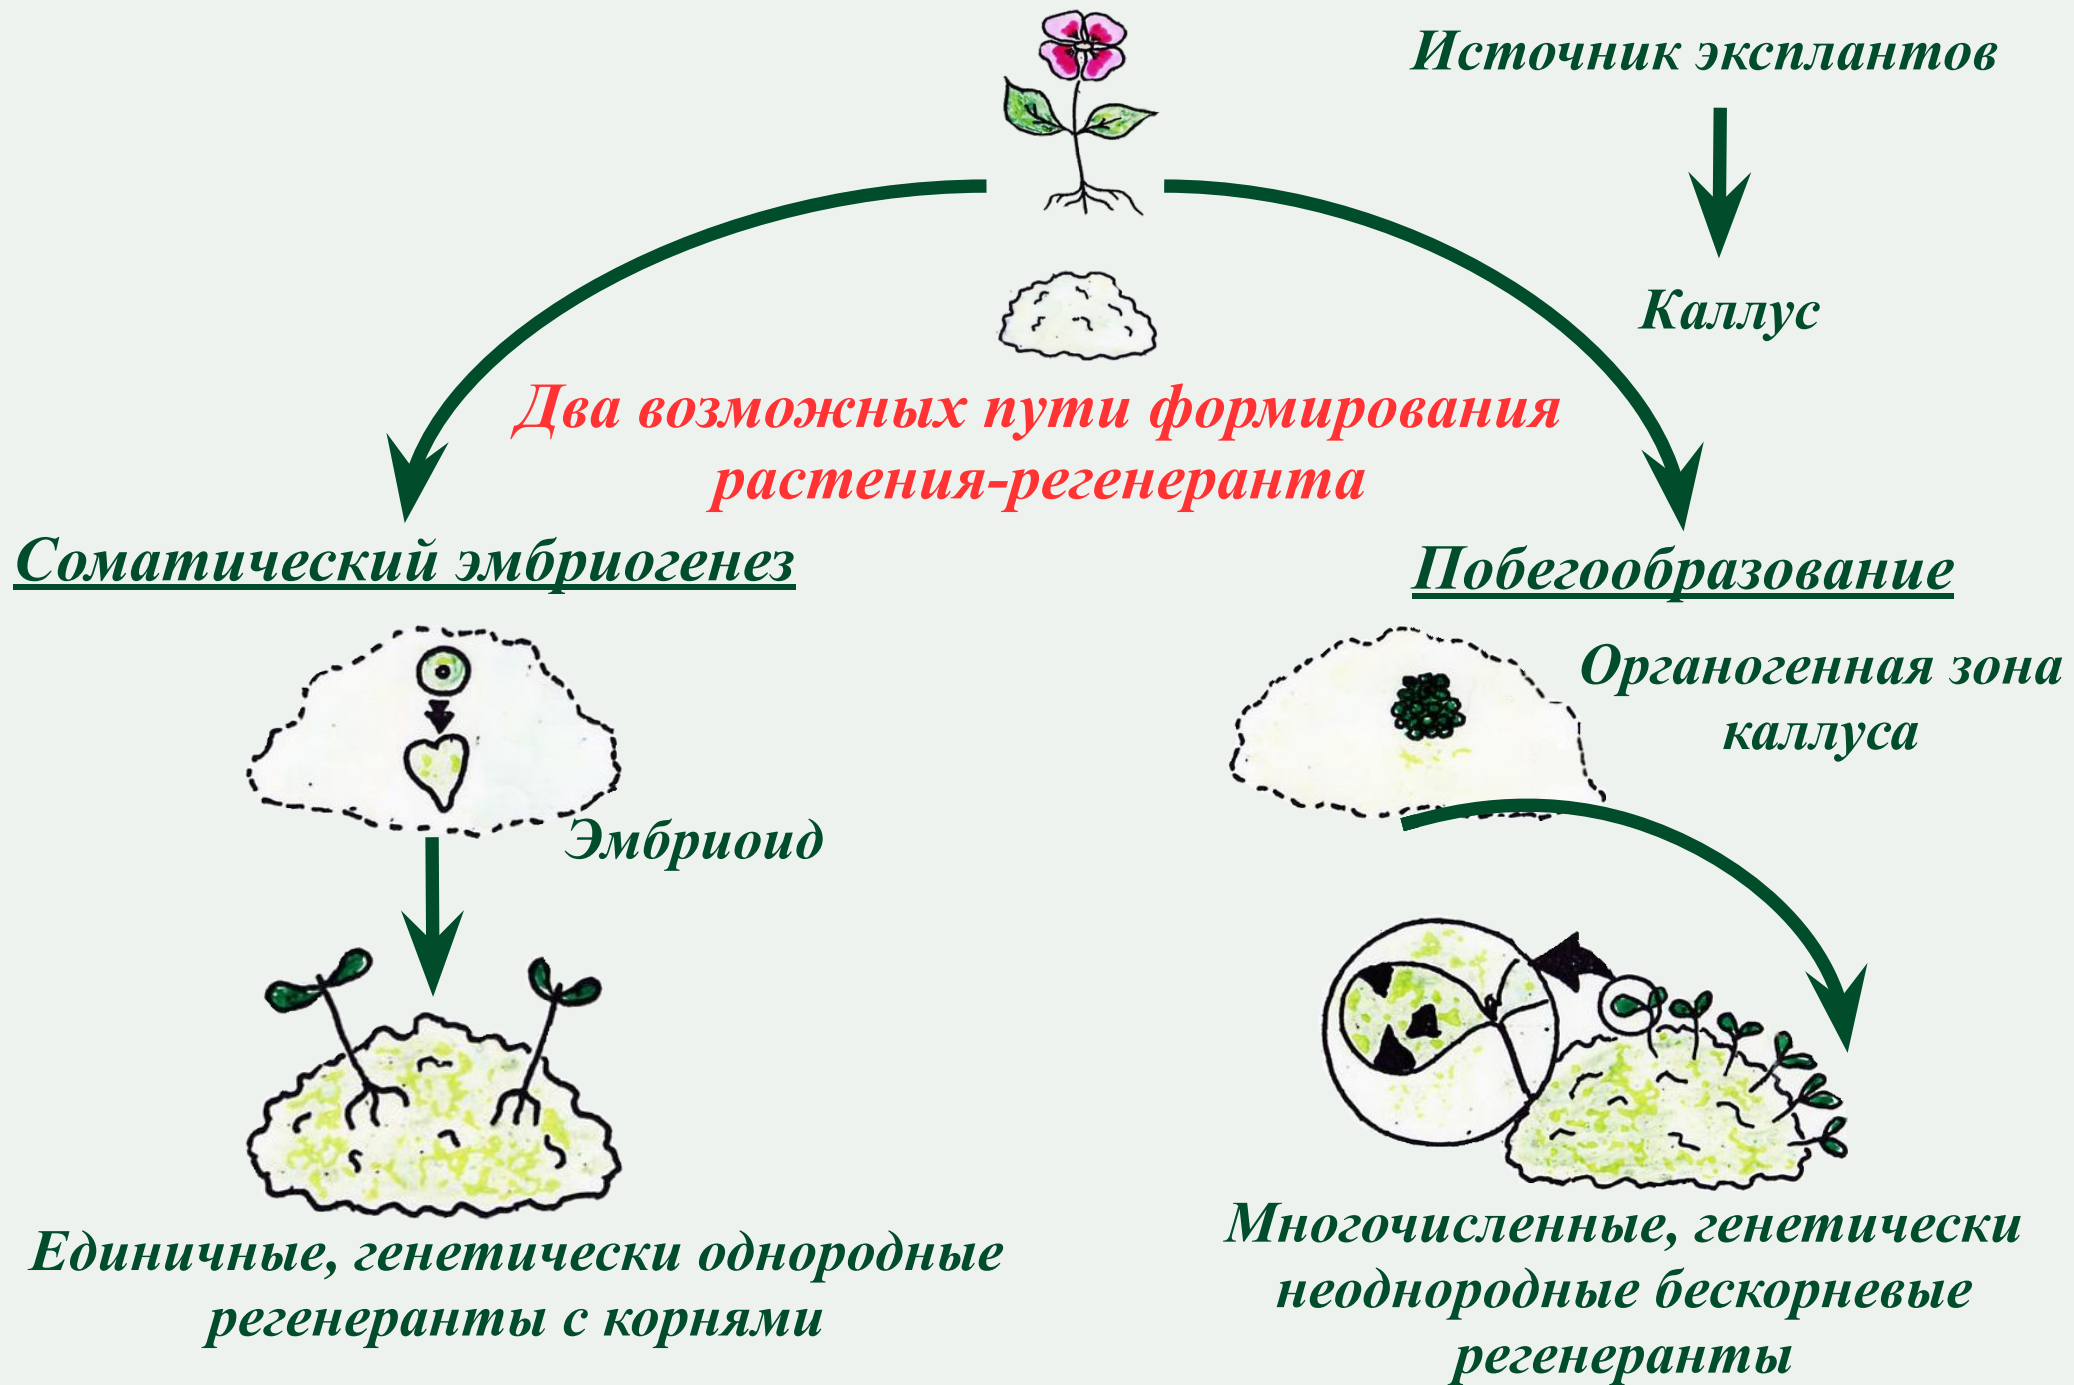 Источник эксплантов
Каллус
Два возможных пути формирования
растения-регенеранта
Соматический эмбриогенез
Эмбриоид
Единичные, генетически однородные
регенеранты с корнями
Побегообразование
Органогенная зона
каллуса
Многочисленные, генетически
неоднородные бескорневые
регенеранты